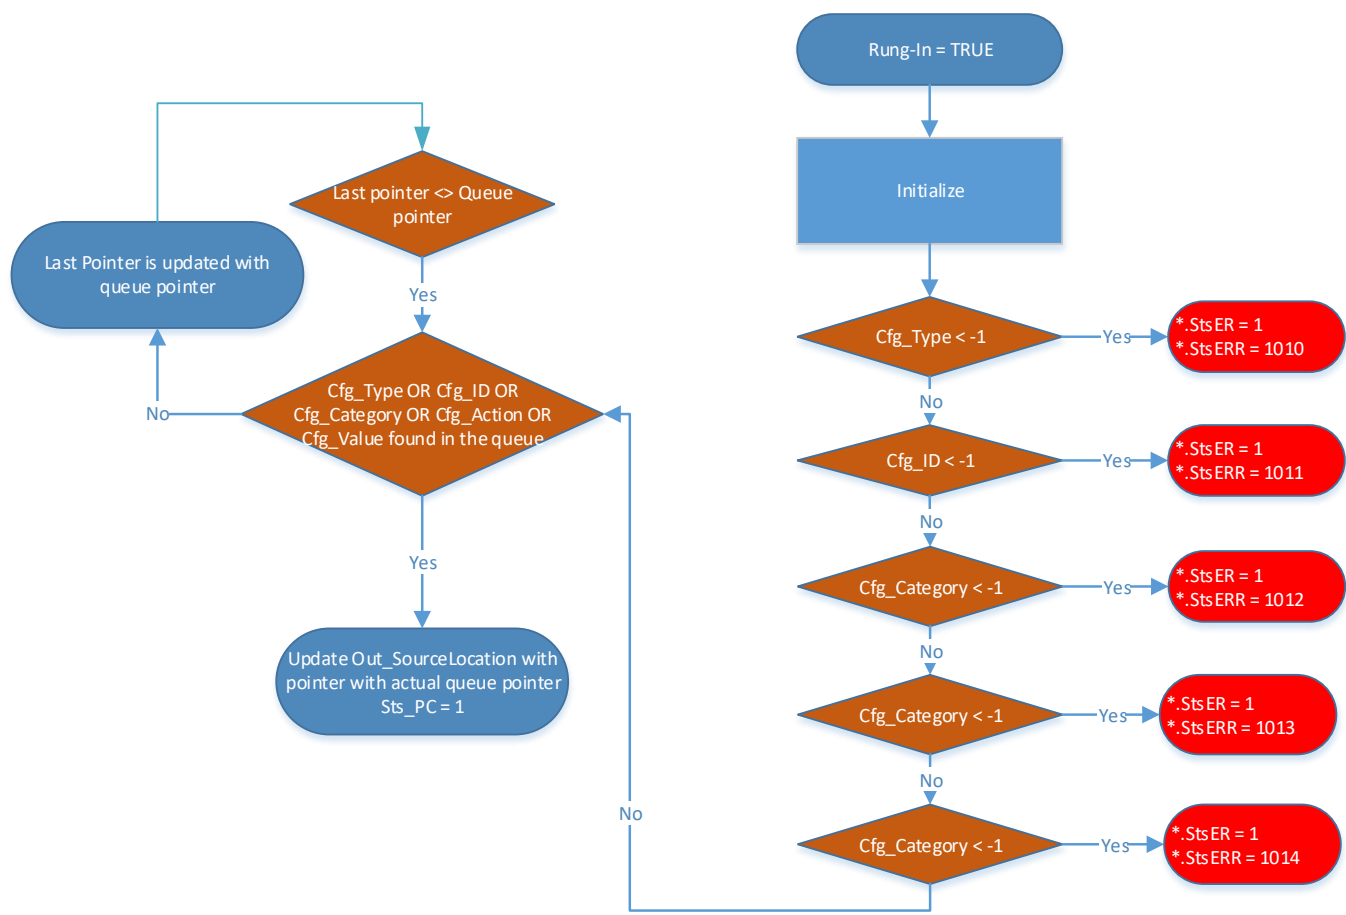 Rung-In = TRUE
Initialize
Cfg_Type < -1
Yes
*.StsER = 1
*.StsERR = 1010
No
Cfg_ID < -1
Yes
*.StsER = 1
*.StsERR = 1011
No
Cfg_Category < -1
Yes
*.StsER = 1
*.StsERR = 1012
No
Cfg_Category < -1
Yes
*.StsER = 1
*.StsERR = 1013
No
Cfg_Category < -1
Yes
*.StsER = 1
*.StsERR = 1014
No
Last pointer <> Queue
pointer
Yes
Last Pointer is updated with
queue pointer
Cfg_Type OR Cfg_ID OR
Cfg_Category OR Cfg_Action OR
Cfg_Value found in the queue
No
Yes
Update Out_SourceLocation with
pointer with actual queue pointer
Sts_PC = 1